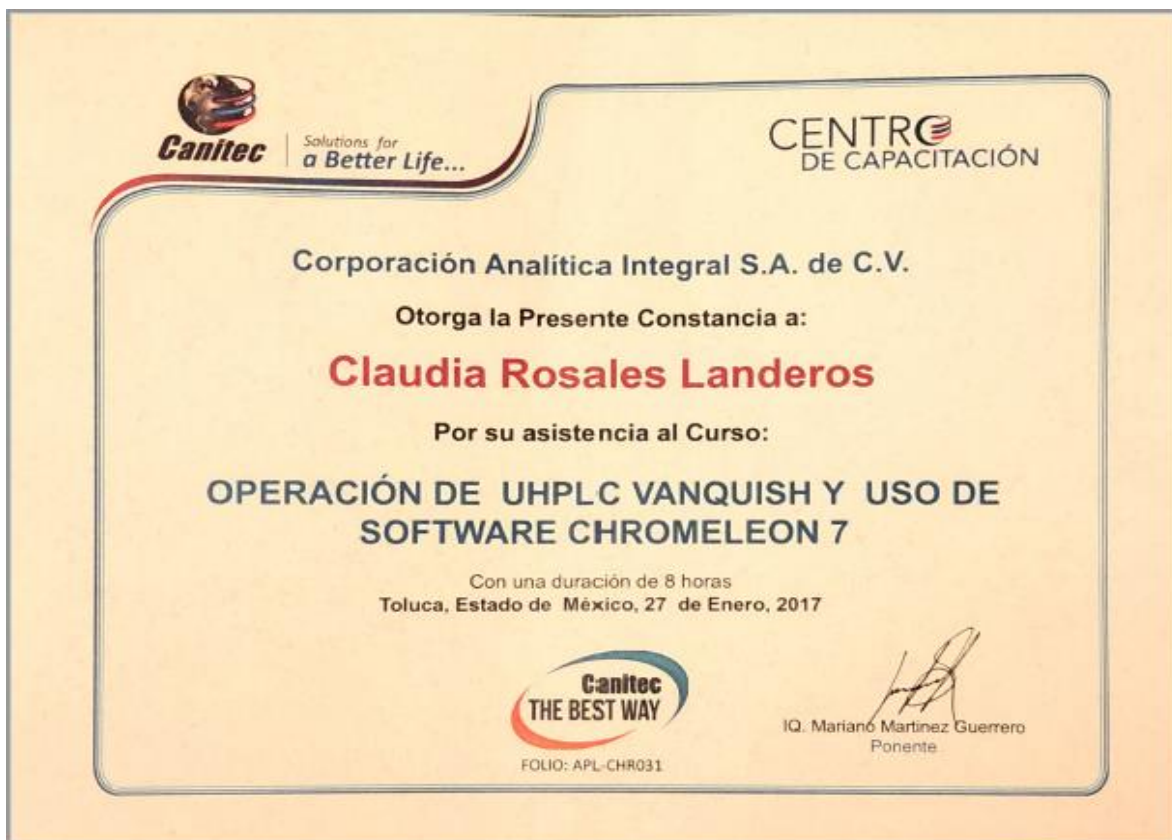 Canitec
Solutions for
a Better Life...
CENTRO
DE CAPACITACIÓN
Corporación Analítica Integral S.A. de C.V.
Otorga la Presente Constancia a:
Claudia Rosales Landeros
Por su asistencia al Curso:
OPERACIÓN DE UHPLC VANQUISH Y USO DE
SOFTWARE CHROMELEON 7
Con una duración de 8 horas
Toluca, Estado de México, 27 de Enero, 2017
Canitec
THE BEST WAY
FOLIO: APL-CHR031
IQ. Mariano Martinez Guerrero
Ponente